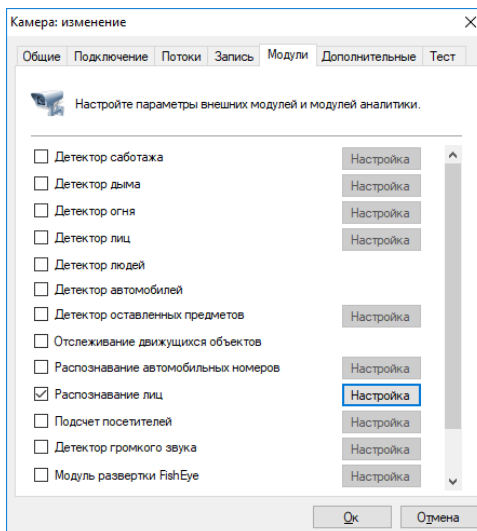 Камера: изменение
Общие Подключение Потоки Запись Модули Дополнительные Тест
Настройте параметры внешних модулей и модулей аналитики.
Детектор саботажа Настройка
Детектор дыма Настройка
Детектор огня Настройка
Детектор лиц Настройка
Детектор людей
Детектор автомобилей
Детектор оставленных предметов Настройка
Отслеживание движущихся объектов
Распознавание автомобильных номеров Настройка
Распознавание лиц Настройка
Подсчет посетителей Настройка
Детектор громкого звука Настройка
Модуль развертки FishEye Настройка
Ок Отмена